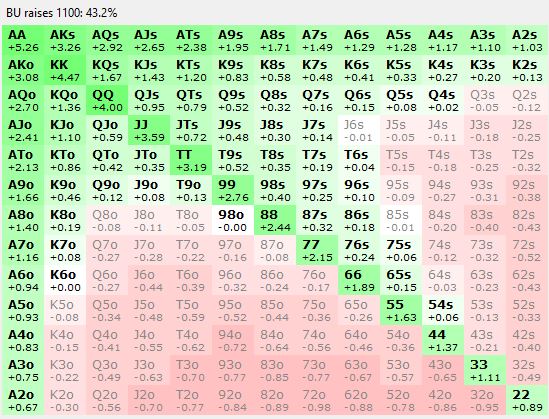 BU raises 1100: 43.2%
AA AKs AQs AJs ATs A9s A8s A7s A6s A5s A4s A3s A2s
+5.26 +3.26 +2.92 +2.65 +2.38 +1.95 +1.71 +1.49 +1.29 +1.28 +1.17 +1.10 +1.03
AKo KK KQs KJs KTs K9s K8s K7s K6s K5s K4s K3s K2s
+3.08 +4.47 +1.67 +1.43 +1.20 +0.83 +0.58 +0.48 +0.41 +0.33 +0.27 +0.20 +0.13
AQo KQo QQ QJs QTs Q9s Q8s Q7s Q6s Q5s Q4s Q3s Q2s
+2.70 +1.36 +4.00 +0.95 +0.79 +0.52 +0.32 +0.16 +0.15 +0.08 +0.02 -0.05 -0.12
AJo KJo QJo JJ JTs J9s J8s J7s J6s J5s J4s J3s J2s
+2.41 +1.10 +0.59 +3.59 +0.72 +0.48 +0.30 +0.14 -0.01 -0.05 -0.11 -0.18 -0.25
ATo KTo QTo JTo TT T9s T8s T7s T6s T5s T4s T3s T2s
+2.13 +0.86 +0.42 +0.35 +3.19 +0.52 +0.35 +0.19 +0.04 -0.15 -0.18 -0.25 -0.32
A9o K9o Q9o J9o T9o 99 98s 97s 96s 95s 94s 93s 92s
+1.66 +0.46 +0.12 +0.08 +0.13 +2.76 +0.40 +0.25 +0.10 -0.09 -0.27 -0.31 -0.38
A8o K8o Q8o J8o T8o 98o 88 87s 86s 85s 84s 83s 82s
+1.40 +0.19 -0.08 -0.11 -0.05 -0.00 +2.44 +0.32 +0.18 -0.01 -0.20 -0.40 -0.43
A7o K7o Q7o J7o T7o 97o 87o 77 76s 75s 74s 73s 72s
+1.16 +0.08 -0.27 -0.28 -0.22 -0.16 -0.08 +2.15 +0.24 +0.06 -0.12 -0.32 -0.52
A6o K6o Q6o J6o T6o 96o 86o 76o 66 65s 64s 63s 62s
+0.94 +0.00 -0.27 -0.44 -0.39 -0.32 -0.24 -0.17 +1.89 +0.15 -0.03 -0.23 -0.43
A5o K5o Q5o J5o T5o 95o 85o 75o 65o 55 54s 53s 52s
+0.93 -0.08 -0.34 -0.48 -0.59 -0.52 -0.44 -0.36 -0.26 +1.63 +0.06 -0.13 -0.33
A4o K4o Q4o J4o T4o 94o 84o 74o 64o 54o 44 43s 42s
+0.83 -0.15 -0.41 -0.55 -0.62 -0.72 -0.64 -0.56 -0.46 -0.36 +1.37 -0.21 -0.40
A3o K3o Q3o J3o T3o 93o 83o 73o 63o 53o 43o 33 32s
+0.75 -0.22 -0.49 -0.63 -0.70 -0.77 -0.85 -0.77 -0.67 -0.57 -0.65 +1.11 -0.49
A2o K2o Q2o J2o T2o 92o 82o 72o 62o 52o 42o 32o 22
+0.67 -0.30 -0.56 -0.70 -0.77 -0.84 -0.89 -0.98 -0.88 -0.78 -0.86 -0.95 +0.89